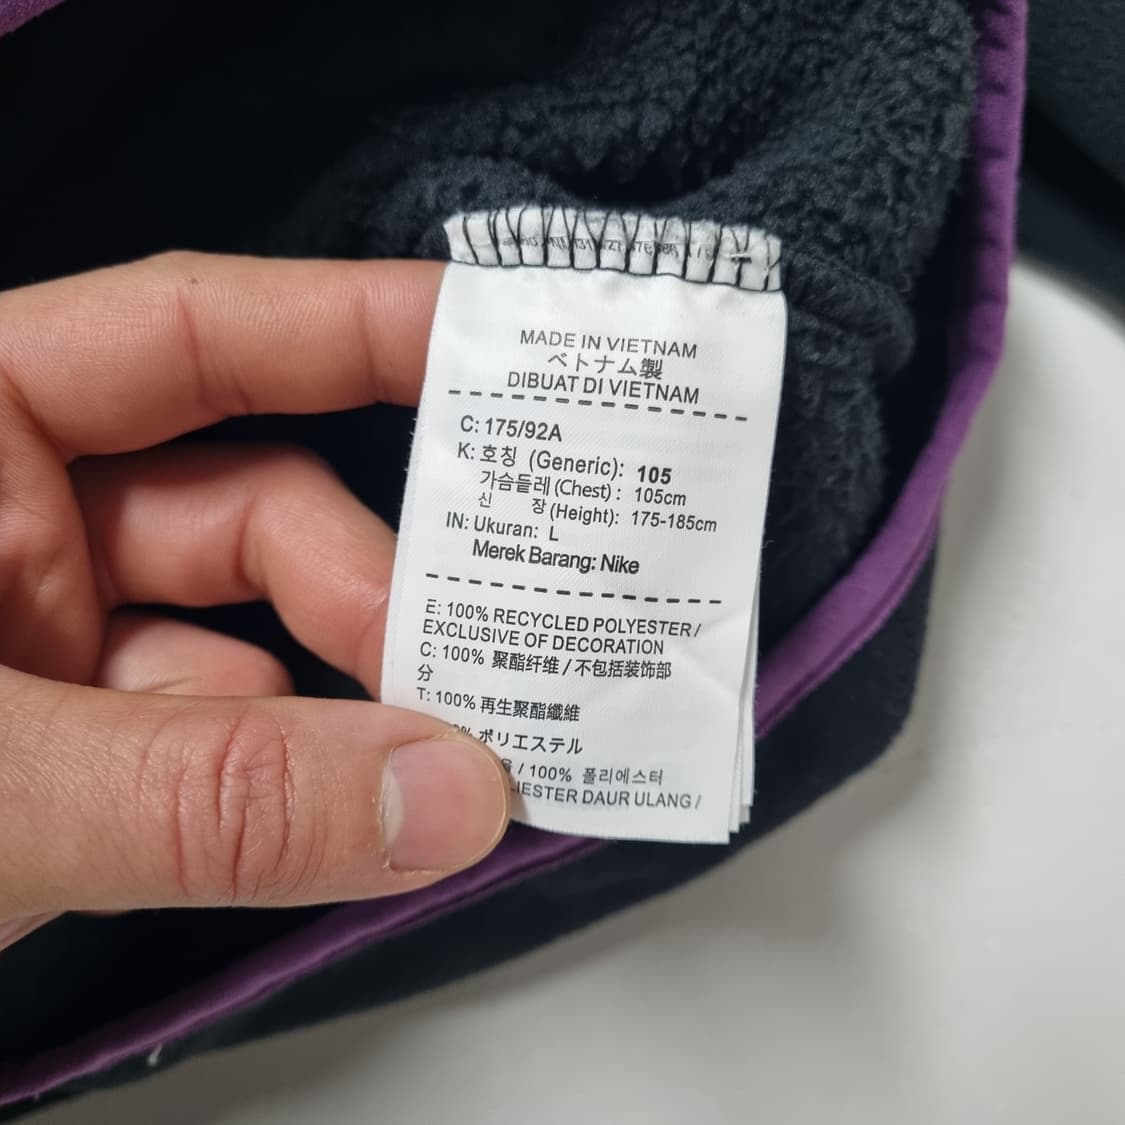 MADE IN VIETNAM
ベトナム製
DIBUAT DI VIETNAM
C: 175/92A
K: 호칭 (Generic): 105
가슴둘레 (Chest) : 105cm
신 장 (Height): 175-185cm
IN: Ukuran: L
Merek Barang: Nike
E: 100% RECYCLED POLYESTER /
EXCLUSIVE OF DECORATION
C: 100% 聚酯纤维 / 不包括装饰部
分
T: 100% 再生聚酯纖維
ポリエステル
/ 100% 폴리에스터
DAUR ULANG /